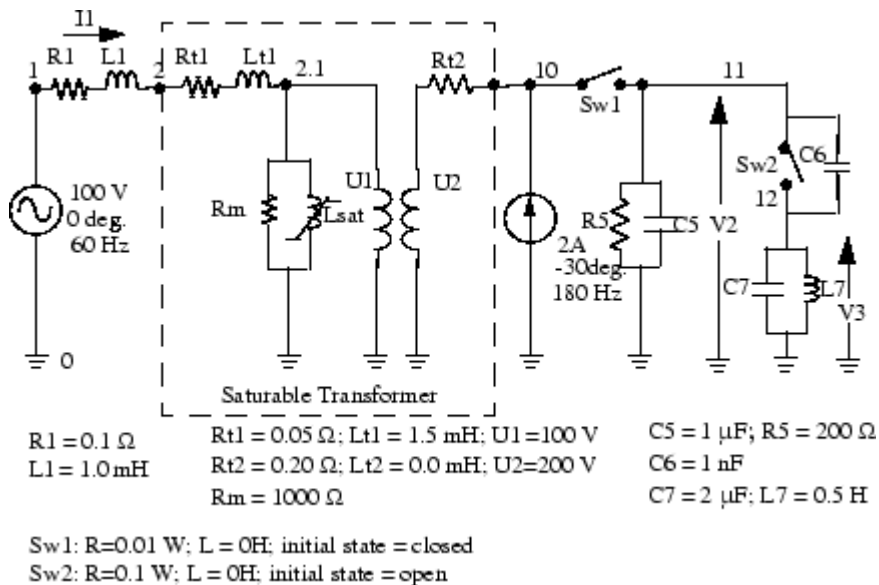 I1
R1 L1 Rt1 Lt1 2.1 Rt2 10 11
1 2
Sw1
Sw2 C6
12
100 V
0 deg.
60 Hz
Rm Lsat U1 U2
2A
-30deg.
180 Hz
R5 C5 V2
C7 L7 V3
0
Saturable Transformer
R1 = 0.1 Ω
L1 = 1.0 mH
Rt1 = 0.05 Ω; Lt1 = 1.5 mH; U1=100 V
Rt2 = 0.20 Ω; Lt2 = 0.0 mH; U2=200 V
Rm = 1000 Ω
C5 = 1 μF; R5 = 200 Ω
C6 = 1 nF
C7 = 2 μF; L7 = 0.5 H
Sw1: R=0.01 W; L = 0H; initial state = closed
Sw2: R=0.1 W; L = 0H; initial state = open